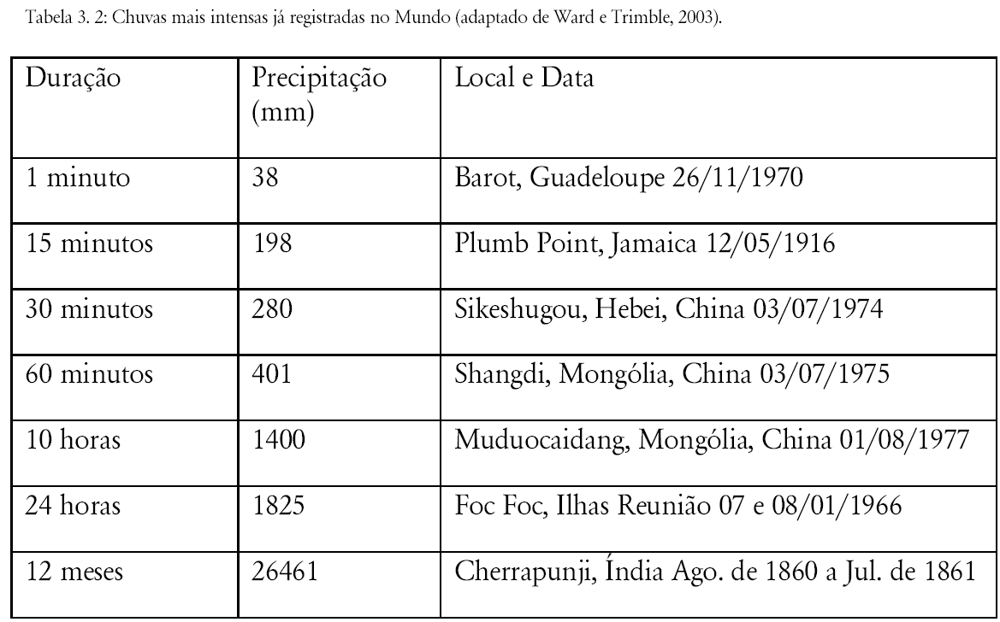 Tabela 3. 2: Chuvas mais intensas já registradas no Mundo (adaptado de Ward e Trimble, 2003).
Duração Precipitação (mm) Local e Data
1 minuto 38 Barot, Guadeloupe 26/11/1970
15 minutos 198 Plumb Point, Jamaica 12/05/1916
30 minutos 280 Sikeshugou, Hebei, China 03/07/1974
60 minutos 401 Shangdi, Mongólia, China 03/07/1975
10 horas 1400 Muduocaidang, Mongólia, China 01/08/1977
24 horas 1825 Foc Foc, Ilhas Reunião 07 e 08/01/1966
12 meses 26461 Cherrapunji, Índia Ago. de 1860 a Jul. de 1861